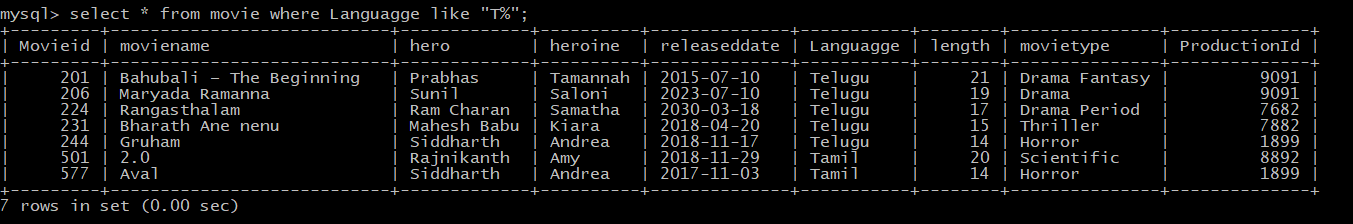 mysql> select * from movie where Languagge like "T%";
+---------+----------------------------+-------------+----------+--------------+-----------+--------+---------------+--------------+
| Movieid | moviename                  | hero        | heroine  | releaseddate | Languagge | length | movietype     | ProductionId |
+---------+----------------------------+-------------+----------+--------------+-----------+--------+---------------+--------------+
|     201 | Bahubali – The Beginning   | Prabhas     | Tamannah | 2015-07-10   | Telugu    |     21 | Drama Fantasy |         9091 |
|     206 | Maryada Ramanna            | Sunil       | Saloni   | 2023-07-10   | Telugu    |     19 | Drama         |         9091 |
|     224 | Rangasthalam               | Ram Charan  | Samatha  | 2030-03-18   | Telugu    |     17 | Drama Period  |         7682 |
|     231 | Bharath Ane nenu           | Mahesh Babu | Kiara    | 2018-04-20   | Telugu    |     15 | Thriller      |         7882 |
|     244 | Gruham                     | Siddharth   | Andrea   | 2018-11-17   | Telugu    |     14 | Horror        |         1899 |
|     501 | 2.0                        | Rajnikanth  | Amy      | 2018-11-29   | Tamil     |     20 | Scientific    |         8892 |
|     577 | Aval                       | Siddharth   | Andrea   | 2017-11-03   | Tamil     |     14 | Horror        |         1899 |
+---------+----------------------------+-------------+----------+--------------+-----------+--------+---------------+--------------+
7 rows in set (0.00 sec)